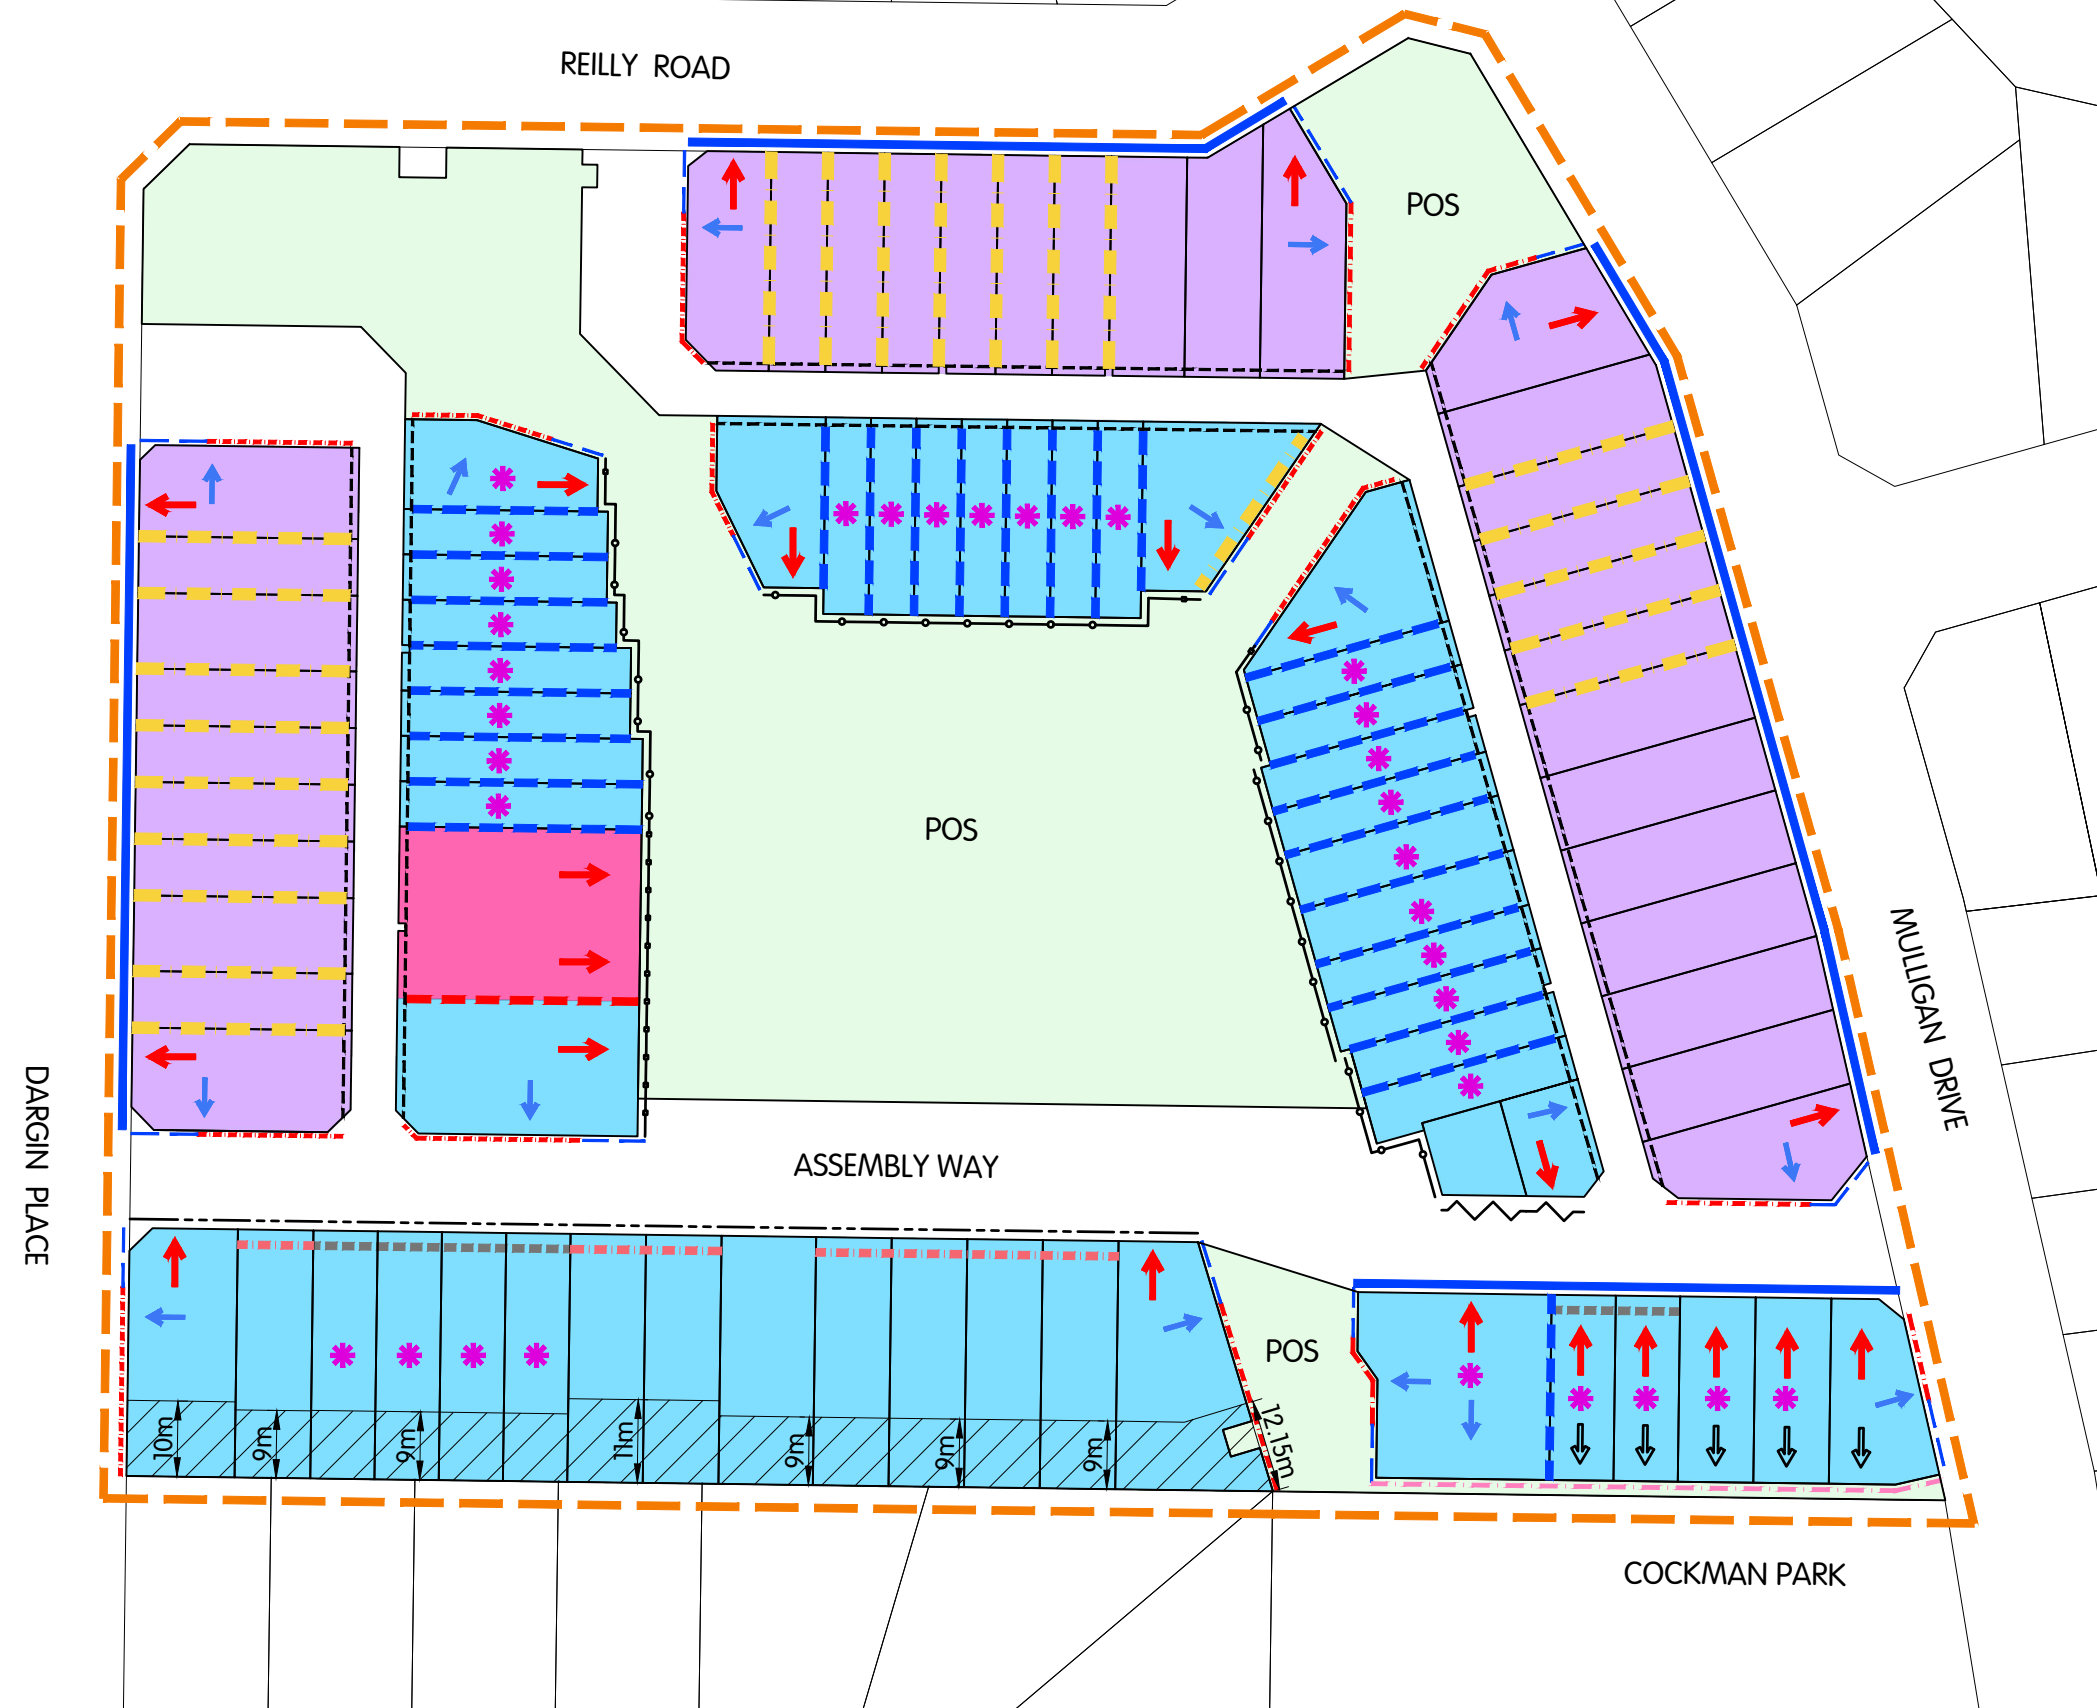 REILLY ROAD
POS
POS
MULLIGAN DRIVE
DARGIN PLACE
ASSEMBLY WAY
POS
10m
9m
9m
11m
9m
9m
9m
12.15m
COCKMAN PARK